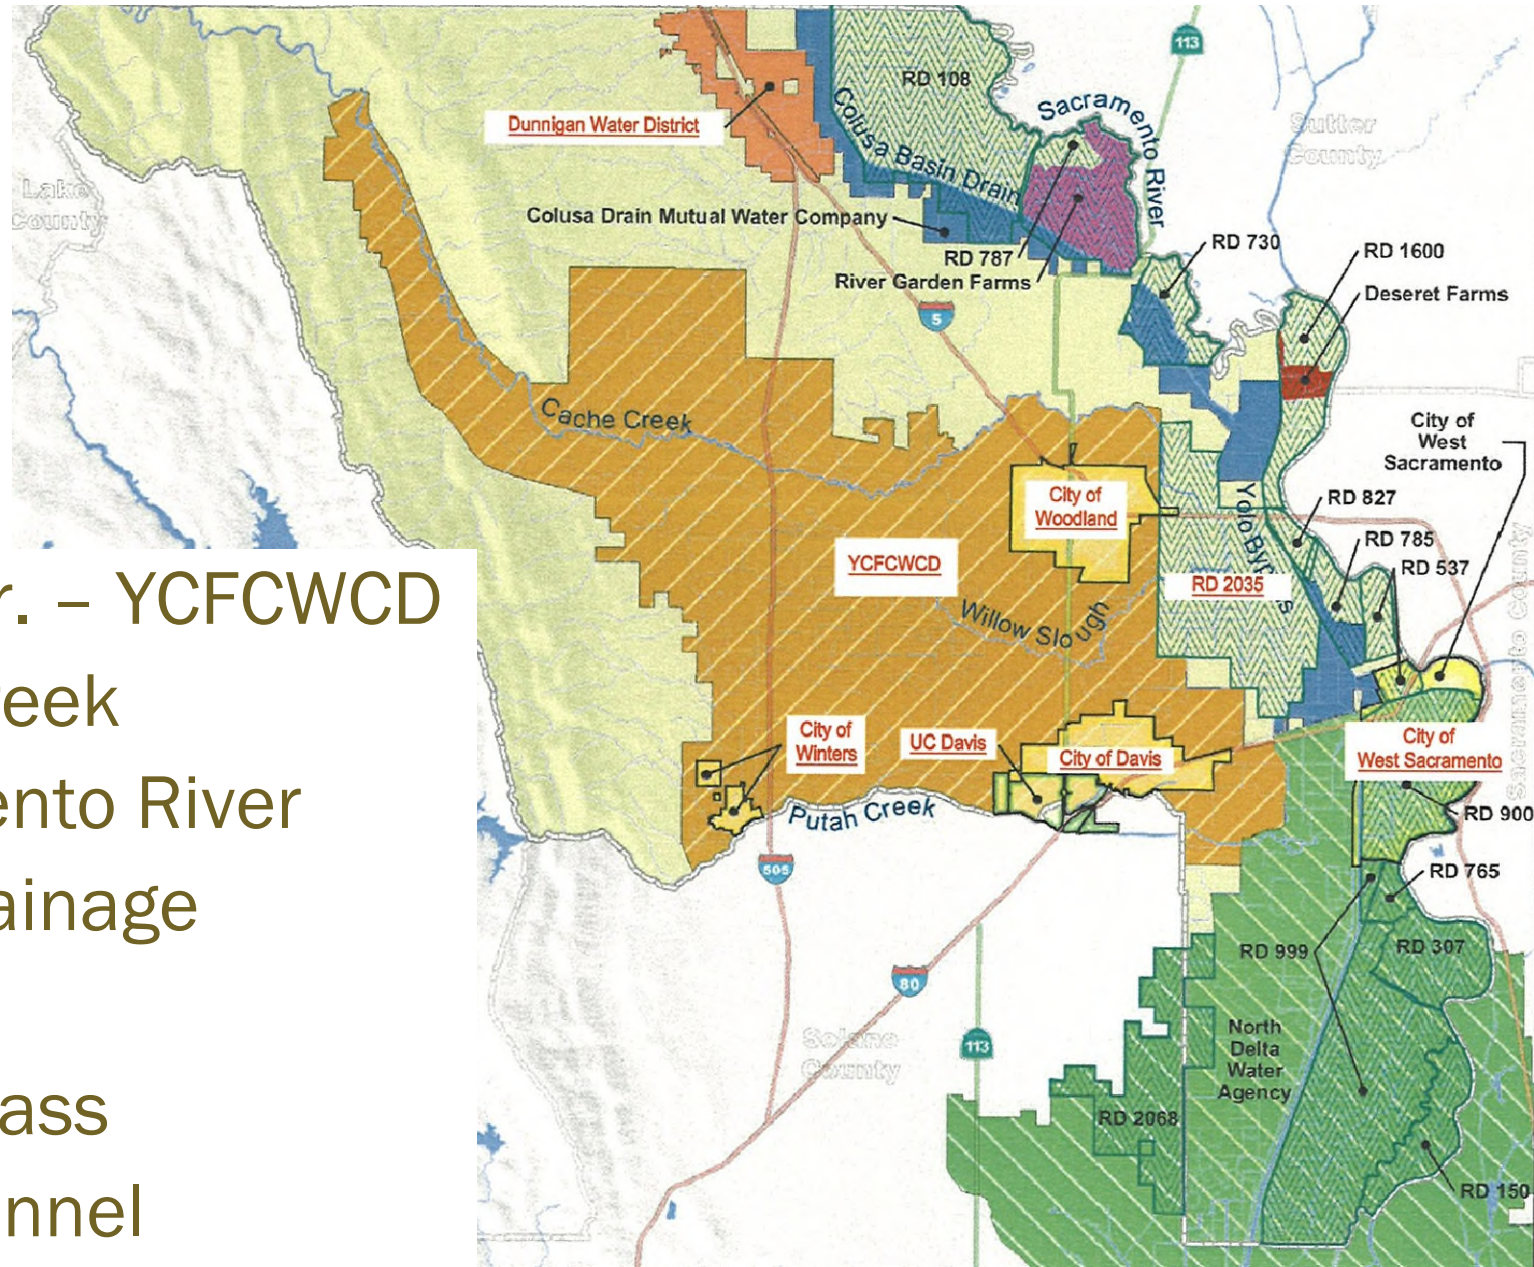 113
RD 108
Sacramento River
Sutter
County
Dunnigan Water District
Colusa Basin Drain
Lake
County
Colusa Drain Mutual Water Company
RD 787
River Garden Farms
RD 730
RD 1600
Deseret Farms
5
Cache Creek
City of
West
Sacramento
City of
Woodland
RD 827
RD 785
RD 537
YCFCWCD
RD 2035
Willow Slough
Sacramento County
r. – YCFCWCD
reek
ento River
ainage
ass
nnel
City of
Winters
UC Davis
City of Davis
City of
West Sacramento
Putah Creek
RD 900
505
RD 765
RD 999
RD 307
80
Solano
County
113
North
Delta
Water
Agency
RD 2068
RD 150